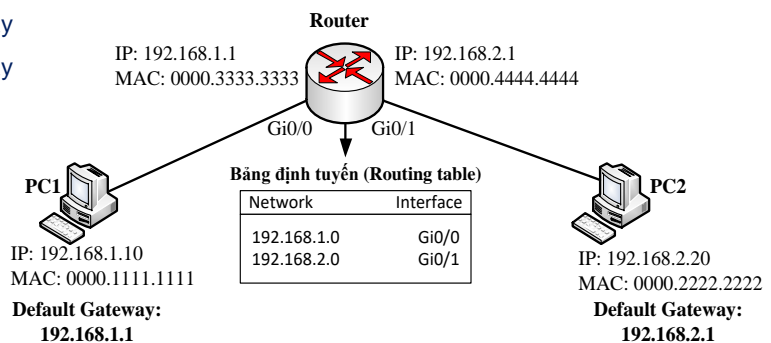 y
y
Router
IP: 192.168.1.1
MAC: 0000.3333.3333
IP: 192.168.2.1
MAC: 0000.4444.4444
Gi0/0
Gi0/1
Bảng định tuyến (Routing table)
Network Interface
192.168.1.0 Gi0/0
192.168.2.0 Gi0/1
PC1
IP: 192.168.1.10
MAC: 0000.1111.1111
Default Gateway:
192.168.1.1
PC2
IP: 192.168.2.20
MAC: 0000.2222.2222
Default Gateway:
192.168.2.1